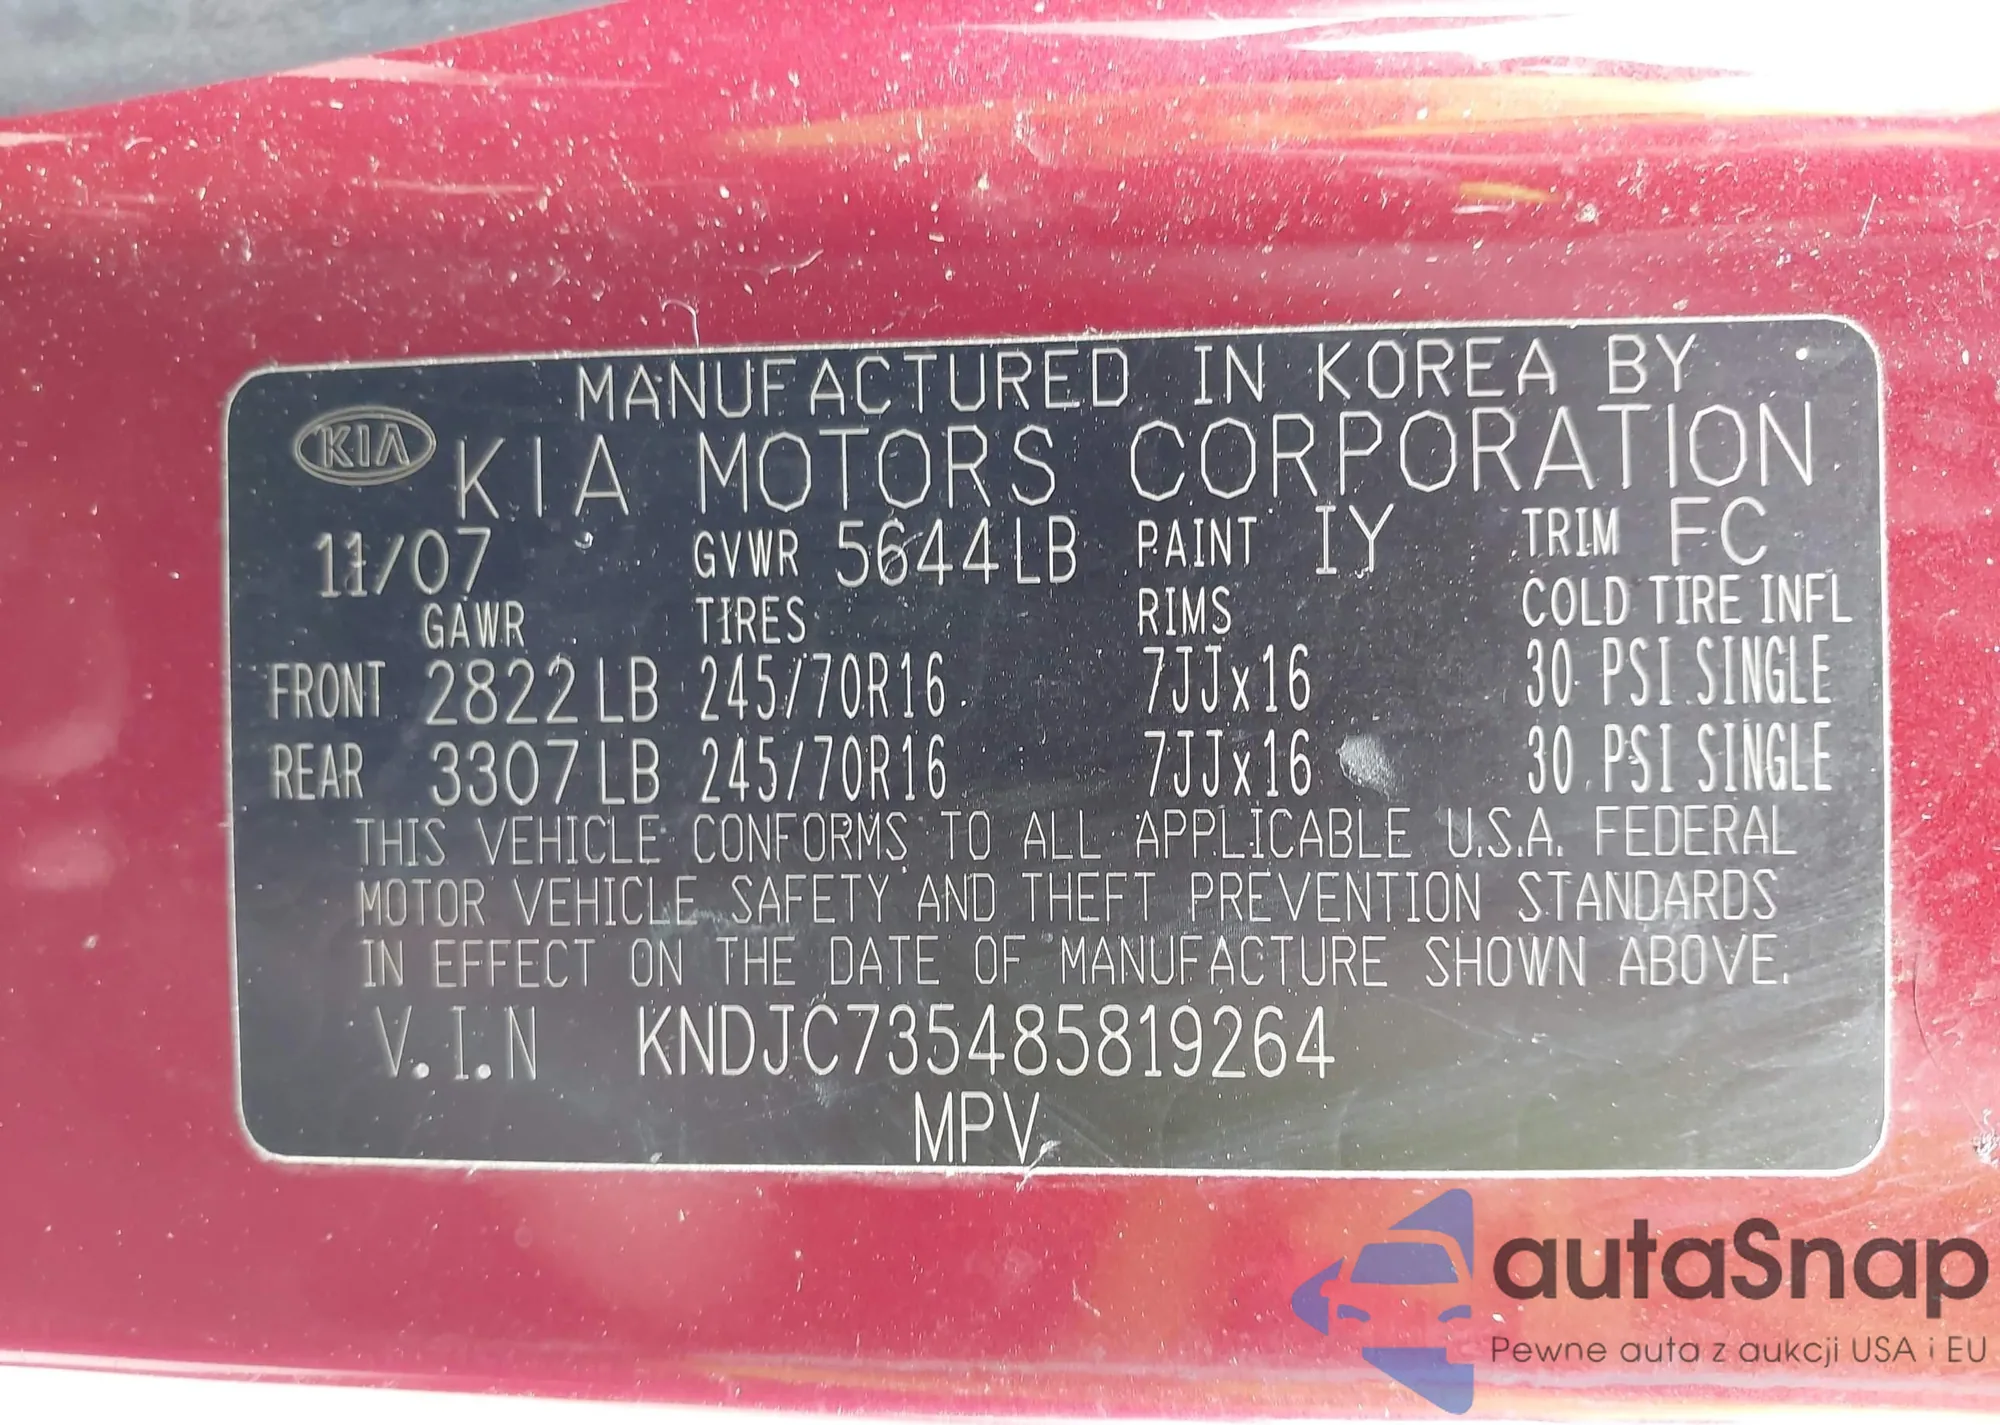 MANUFACTURED IN KOREA BY
KIA KIA MOTORS CORPORATION
11/07 GVWR 5644LB PAINT IY TRIM FC
GAWR TIRES RIMS COLD TIRE INFL
FRONT 2822LB 245/70R16 7JJx16 30 PSI SINGLE
REAR 3307LB 245/70R16 7JJx16 30 PSI SINGLE
THIS VEHICLE CONFORMS TO ALL APPLICABLE U.S.A. FEDERAL
MOTOR VEHICLE SAFETY AND THEFT PREVENTION STANDARDS
IN EFFECT ON THE DATE OF MANUFACTURE SHOWN ABOVE.
V.I.N KNDJC735485819264
MPV
autaSnap
Pewne auta z aukcji USA i EU